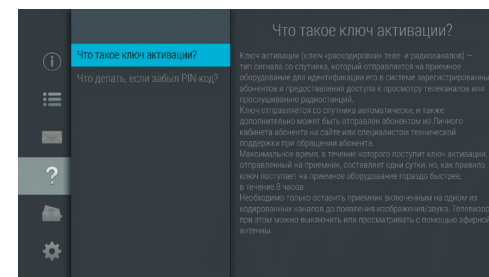 Что такое ключ активации?
Что такое ключ активации?
Что делать, если забыл PIN-код?
Ключ активации (ключ «раскодировки» теле- и радиоканалов) —
тип сигнала со спутника, который отправляется на приемное
оборудование для идентификации его в системе зарегистрированны
абонентов и предоставления доступа к просмотру телеканалов или
прослушиванию радиостанций.
Ключ отправляется со спутника автоматически, и также
дополнительно может быть отправлен абонентом из Личного
кабинета абонента на сайте или специалистом технической
поддержки при обращении абонента.
Максимальное время, в течение которого поступит ключ активации,
отправленный на приемник, составляет одни сутки, но, как правило
ключ поступает на приемное оборудование гораздо быстрее,
в течение 8 часов.
Необходимо только оставить приемник включенным на одном из
кодированных каналов до появления изображения/звука. Телевизор
при этом можно выключить или просматривать с помощью эфирной
антенны.